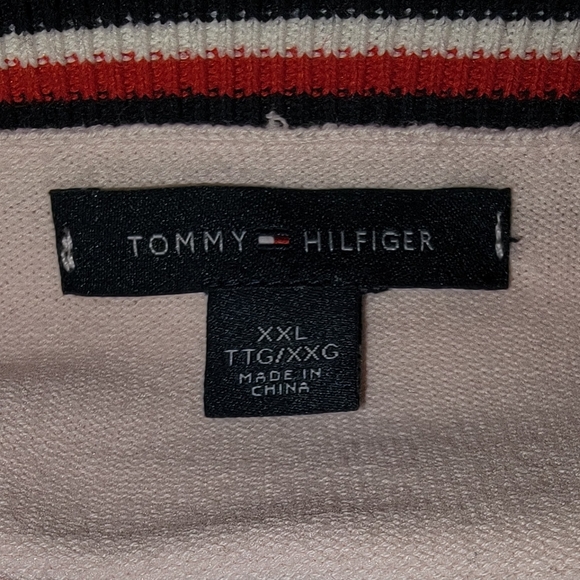 TOMMY HILFIGER
XXL
TTG/XXG
MADE IN
CHINA